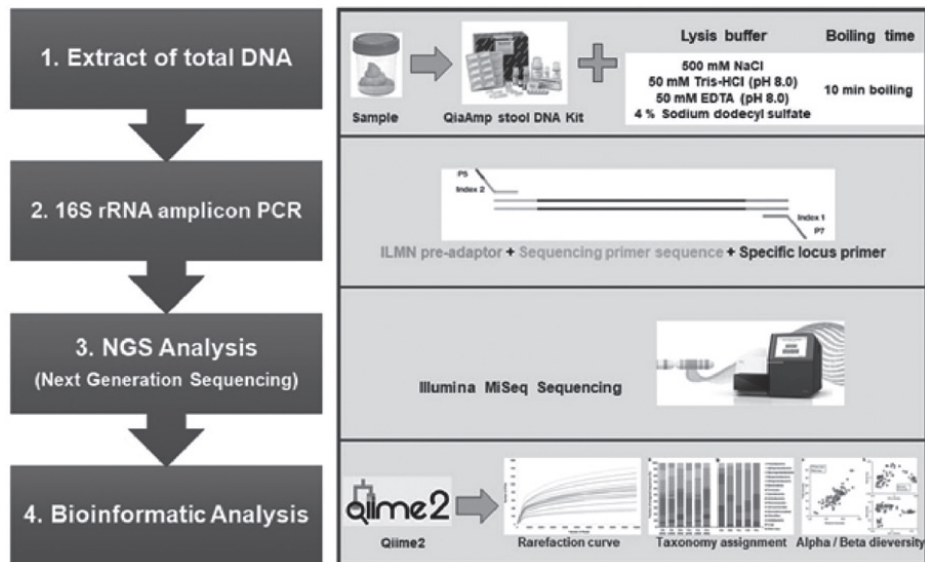 1. Extract of total DNA
Sample
QiaAmp stool DNA Kit
Lysis buffer
500 mM NaCl
50 mM Tris-HCl (pH 8.0)
50 mM EDTA (pH 8.0)
4 % Sodium dodecyl sulfate
Boiling time
10 min boiling
2. 16S rRNA amplicon PCR
P5
Index 2
Index 1
P7
ILMN pre-adaptor + Sequencing primer sequence + Specific locus primer
3. NGS Analysis
(Next Generation Sequencing)
Illumina MiSeq Sequencing
4. Bioinformatic Analysis
qiime2
Qiime2
Rarefaction curve
Taxonomy assignment
Alpha / Beta dieversity